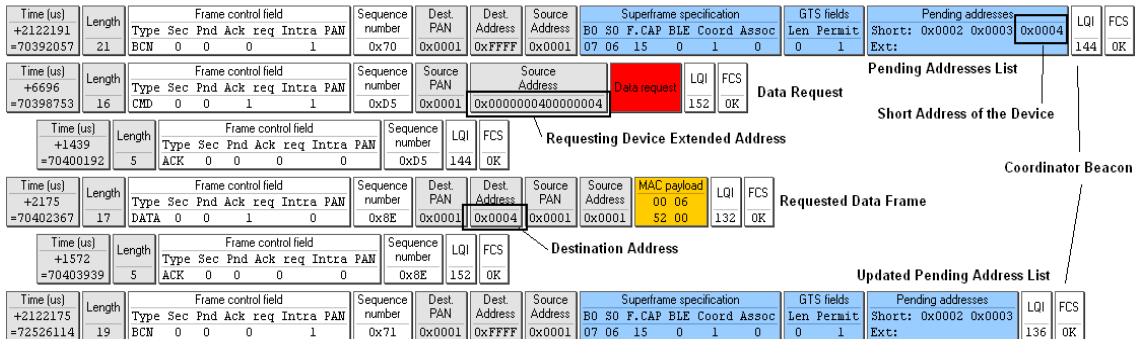 Time (us) Length Frame control field Sequence Dest. Dest. Source Superframe specification GTS fields Pending addresses LQI FCS
+2122191 Type Sec Pnd Ack req Intra PAN number PAN Address Address BO SO F.CAP BLE Coord Assoc Len Permit Short: 0x0002 0x0003 0x0004
=70392057 21 BCN 0 0 0 1 0x70 0x0001 0xFFFF 0x0001 07 06 15 0 1 0 0 1 Ext: 144 OK
Time (us) Length Frame control field Sequence Source Source Data request LQI FCS Pending Addresses List
+6696 Type Sec Pnd Ack req Intra PAN number PAN Address Data Request
=70398753 16 CMD 0 0 1 1 0xD5 0x0001 0x0000000400000004 152 OK
Short Address of the Device
Time (us) Length Frame control field Sequence LQI FCS Requesting Device Extended Address
+1439 Type Sec Pnd Ack req Intra PAN number
=70400192 5 ACK 0 0 0 0 0xD5 144 OK
Coordinator Beacon
Time (us) Length Frame control field Sequence Dest. Dest. Source Source MAC payload LQI FCS
+2175 Type Sec Pnd Ack req Intra PAN number PAN Address PAN Address 00 06 Requested Data Frame
=70402367 17 DATA 0 0 1 0 0x8E 0x0001 0x0004 0x0001 0x0001 52 00 132 OK
Time (us) Length Frame control field Sequence LQI FCS Destination Address
+1572 Type Sec Pnd Ack req Intra PAN number
=70403939 5 ACK 0 0 0 0 0x8E 152 OK
Updated Pending Address List
Time (us) Length Frame control field Sequence Dest. Dest. Source Superframe specification GTS fields Pending addresses LQI FCS
+2122175 Type Sec Pnd Ack req Intra PAN number PAN Address Address BO SO F.CAP BLE Coord Assoc Len Permit Short: 0x0002 0x0003
=72526114 19 BCN 0 0 0 1 0x71 0x0001 0xFFFF 0x0001 07 06 15 0 1 0 0 1 Ext: 136 OK